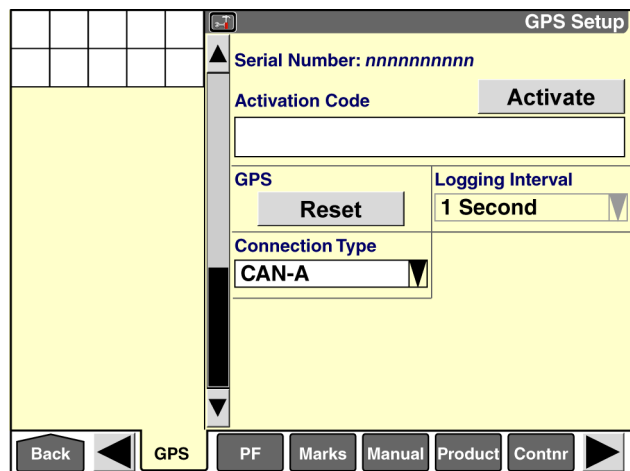 GPS Setup
Serial Number: nnnnnnnnnn
Activation Code
Activate
GPS
Reset
Logging Interval
1 Second
Connection Type
CAN-A
Back GPS PF Marks Manual Product Contnr